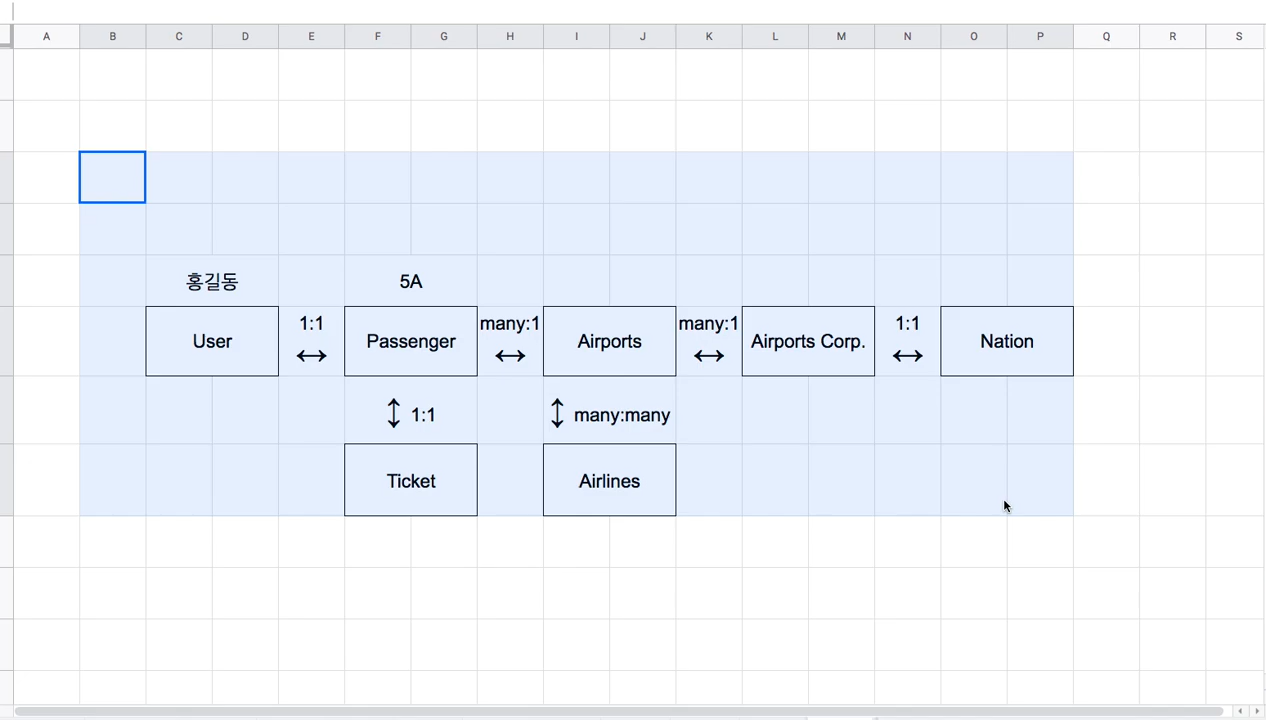 A B C D E F G H I J K L M N O P Q R S
홍길동 5A
User 1:1 ↔ Passenger many:1 ↔ Airports many:1 ↔ Airports Corp. 1:1 ↔ Nation
↕ 1:1 ↕ many:many
Ticket Airlines